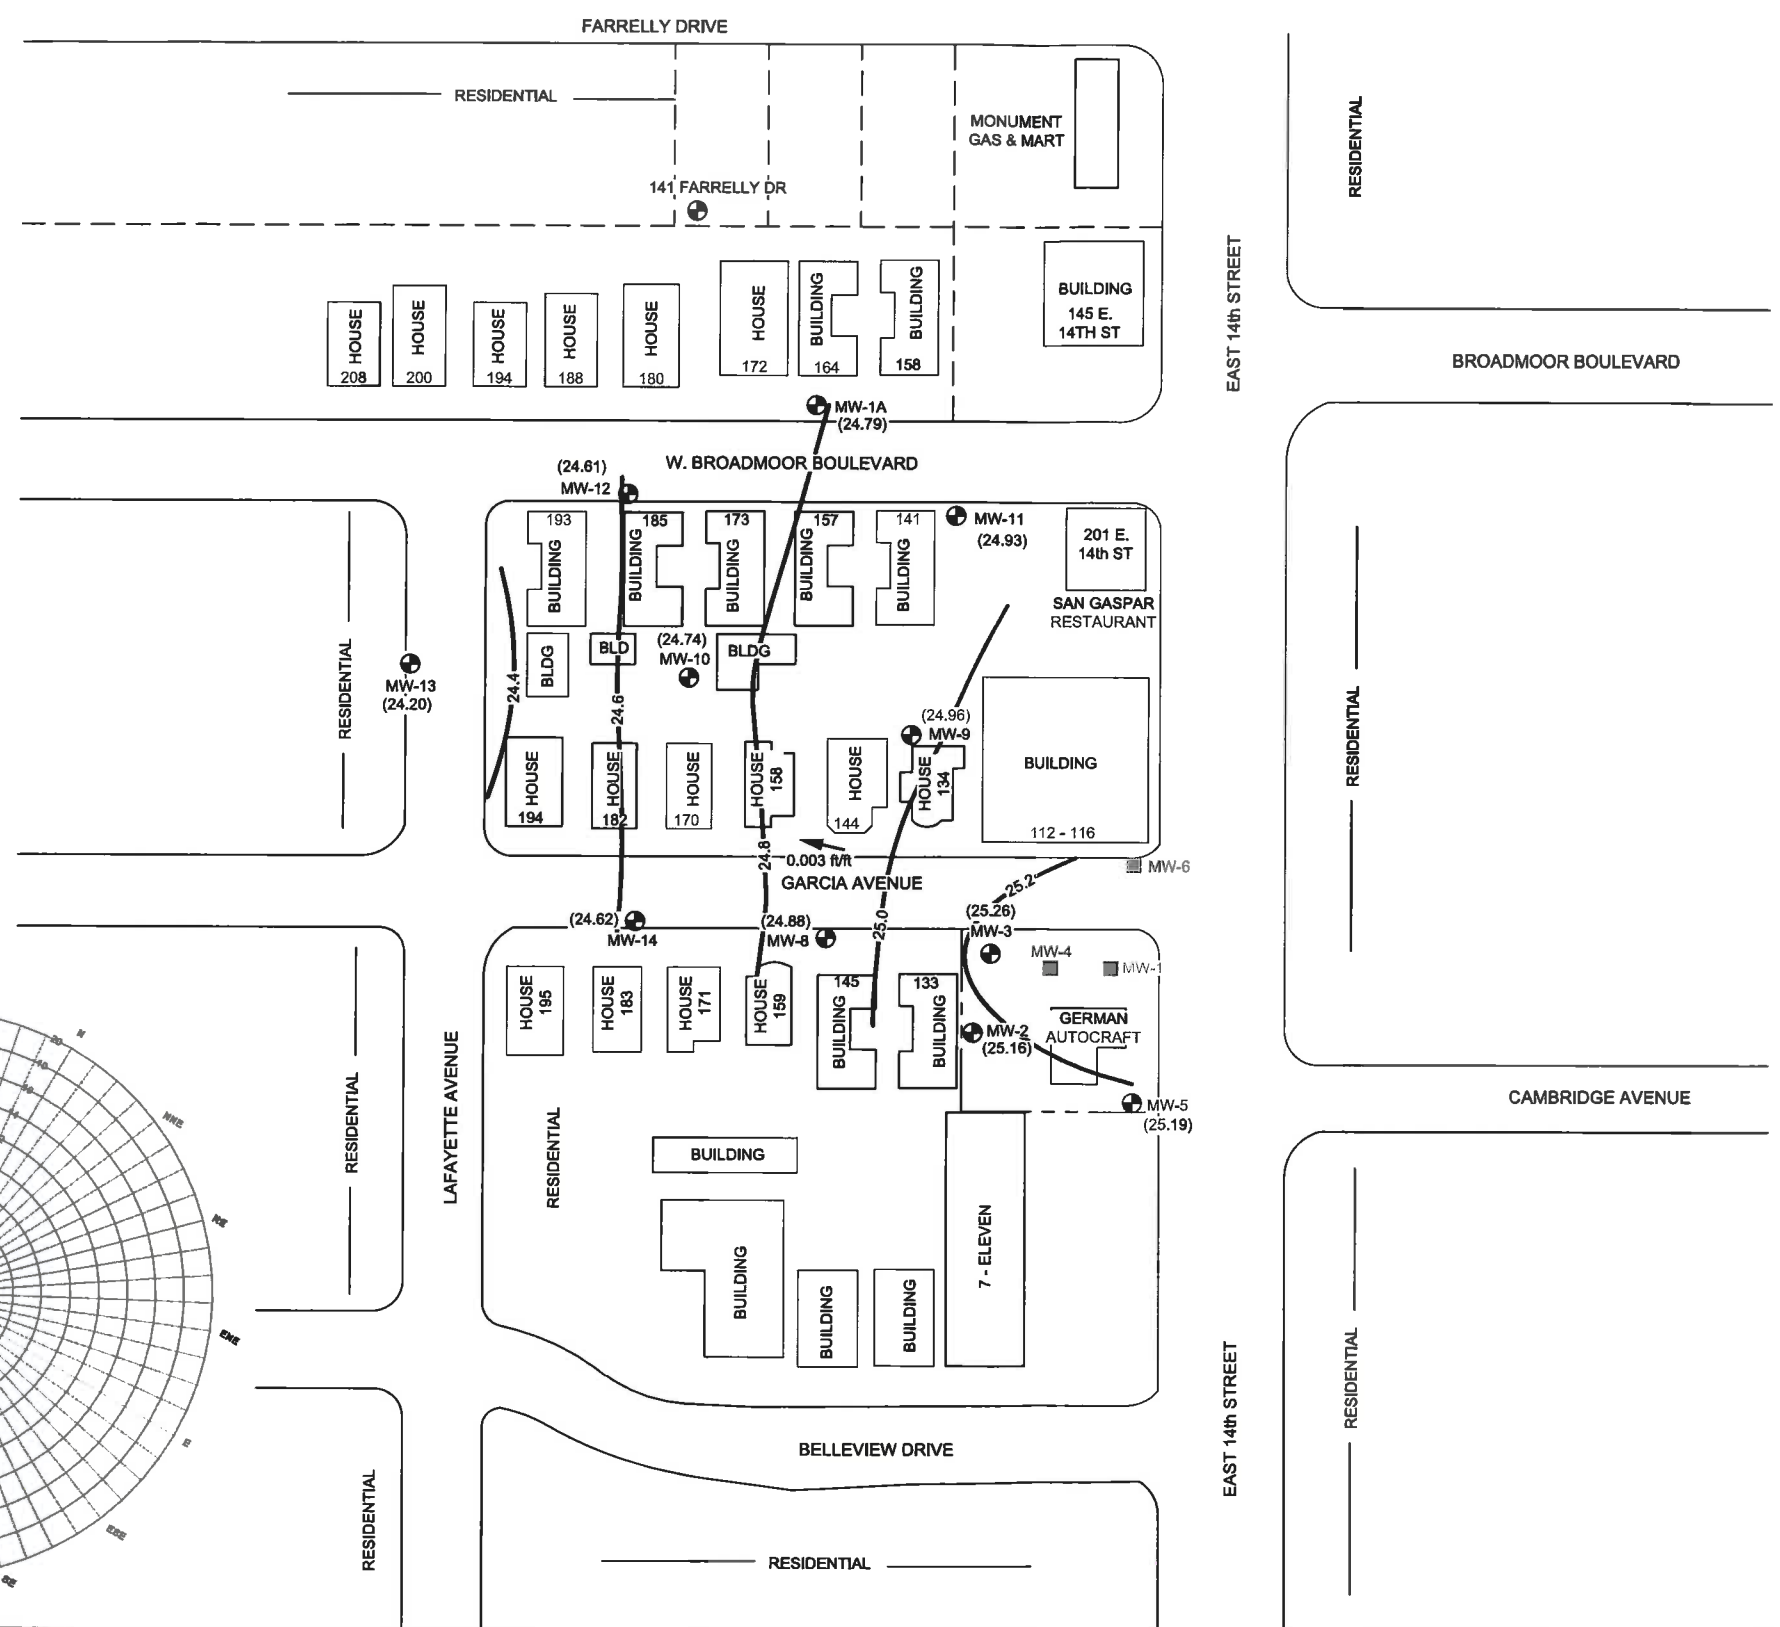 FARRELLY DRIVE
RESIDENTIAL
MONUMENT
GAS & MART
RESIDENTIAL
141 FARRELLY DR
EAST 14th STREET
BUILDING
145 E.
14TH ST
HOUSE
208
HOUSE
200
HOUSE
194
HOUSE
188
HOUSE
180
HOUSE
172
BUILDING
164
BUILDING
158
BROADMOOR BOULEVARD
MW-1A
(24.79)
W. BROADMOOR BOULEVARD
(24.61)
MW-12
193
BUILDING
185
BUILDING
173
BUILDING
157
BUILDING
141
BUILDING
MW-11
(24.93)
201 E.
14th ST
SAN GASPAR
RESTAURANT
RESIDENTIAL
MW-13
(24.20)
24.4
BLDG
BLD
24.6
(24.74)
MW-10
BLDG
(24.96)
MW-9
RESIDENTIAL
HOUSE
194
HOUSE
182
HOUSE
170
HOUSE
158
HOUSE
144
HOUSE
134
BUILDING
112 - 116
24.8
0.003 ft/ft
GARCIA AVENUE
MW-6
25.2
(24.62)
MW-14
(24.88)
MW-8
25.0
(25.26)
MW-3
MW-4
MW-1
HOUSE
195
HOUSE
183
HOUSE
171
HOUSE
159
145
BUILDING
133
BUILDING
MW-2
(25.16)
GERMAN
AUTOCRAFT
MW-5
(25.19)
CAMBRIDGE AVENUE
RESIDENTIAL
LAFAYETTE AVENUE
RESIDENTIAL
BUILDING
BUILDING
BUILDING
BUILDING
7 - ELEVEN
N
NNE
NE
ENE
E
ESE
SE
EAST 14th STREET
RESIDENTIAL
BELLEVIEW DRIVE
RESIDENTIAL
RESIDENTIAL